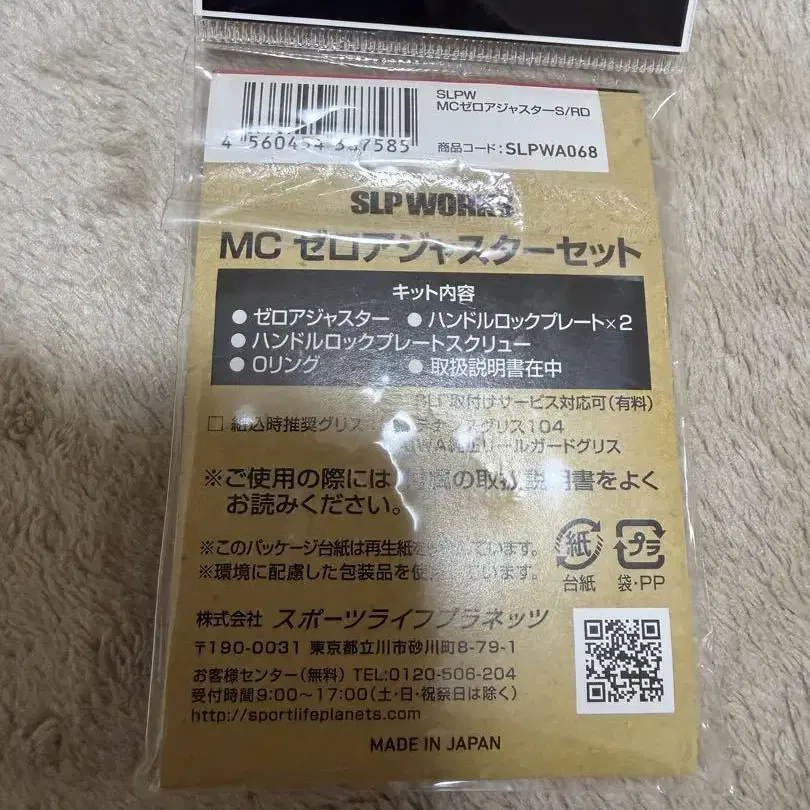 SLPW
MCゼロアジャスターS/RD
商品コード:SLPWA068
SLP WORKS
MC ゼロアジャスターセット
キット内容
● ゼロアジャスター ● ハンドルロックプレート×2
● ハンドルロックプレートスクリュー
● Oリング ● 取扱説明書在中
取付けサービス対応可(有料)
□ 組込時推奨グリス
グリス104
純正リールガードグリス
※ご使用の際には の取扱説明書をよく
お読みください。
※このパッケージ台紙は再生紙を ています。
※環境に配慮した包装品を使 ています。
紙
台紙
プラ
袋・PP
株式会社 スポーツライフプラネッツ
〒190-0031 東京都立川市砂川町8-79-1
お客様センター(無料) TEL:0120-506-204
受付時間9:00〜17:00(土・日・祝祭日は除く)
http://sportlifeplanets.com
MADE IN JAPAN